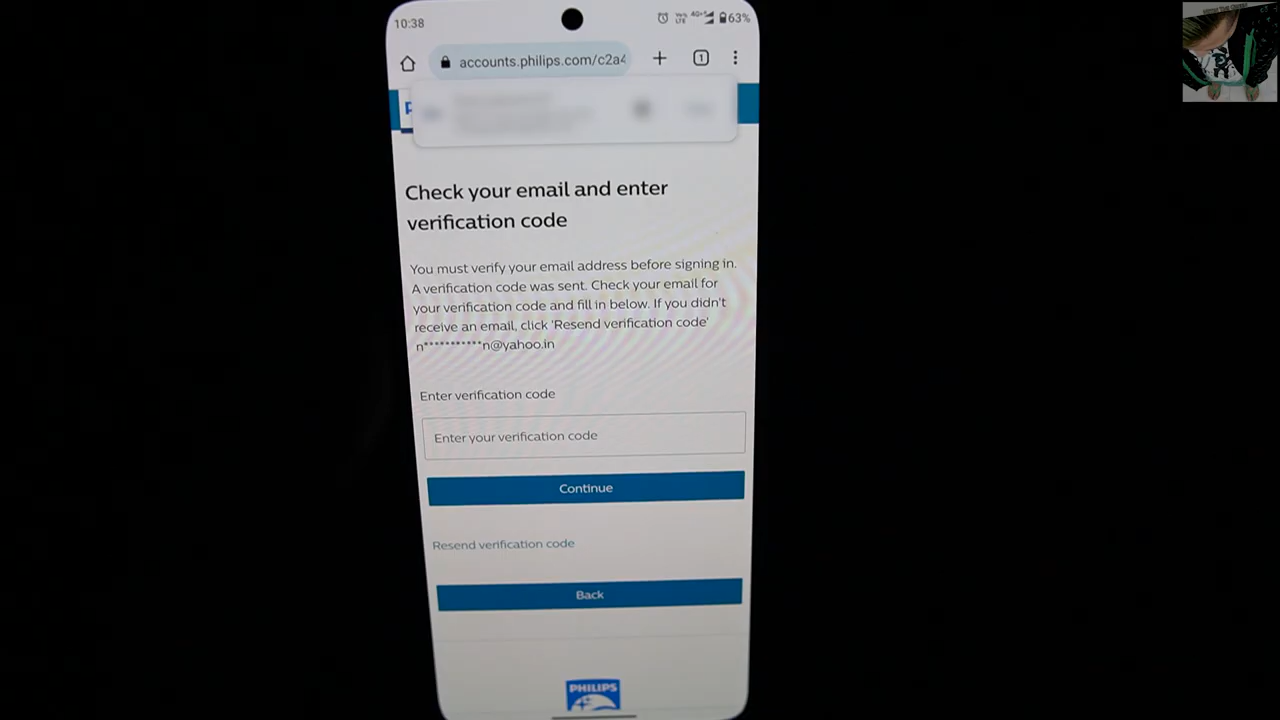 10:38
4G+
63%
accounts.philips.com/c2a4
1
Check your email and enter
verification code
You must verify your email address before signing in.
A verification code was sent. Check your email for
your verification code and fill in below. If you didn't
receive an email, click 'Resend verification code'
n***********n@yahoo.in
Enter verification code
Enter your verification code
Continue
Resend verification code
Back
PHILIPS